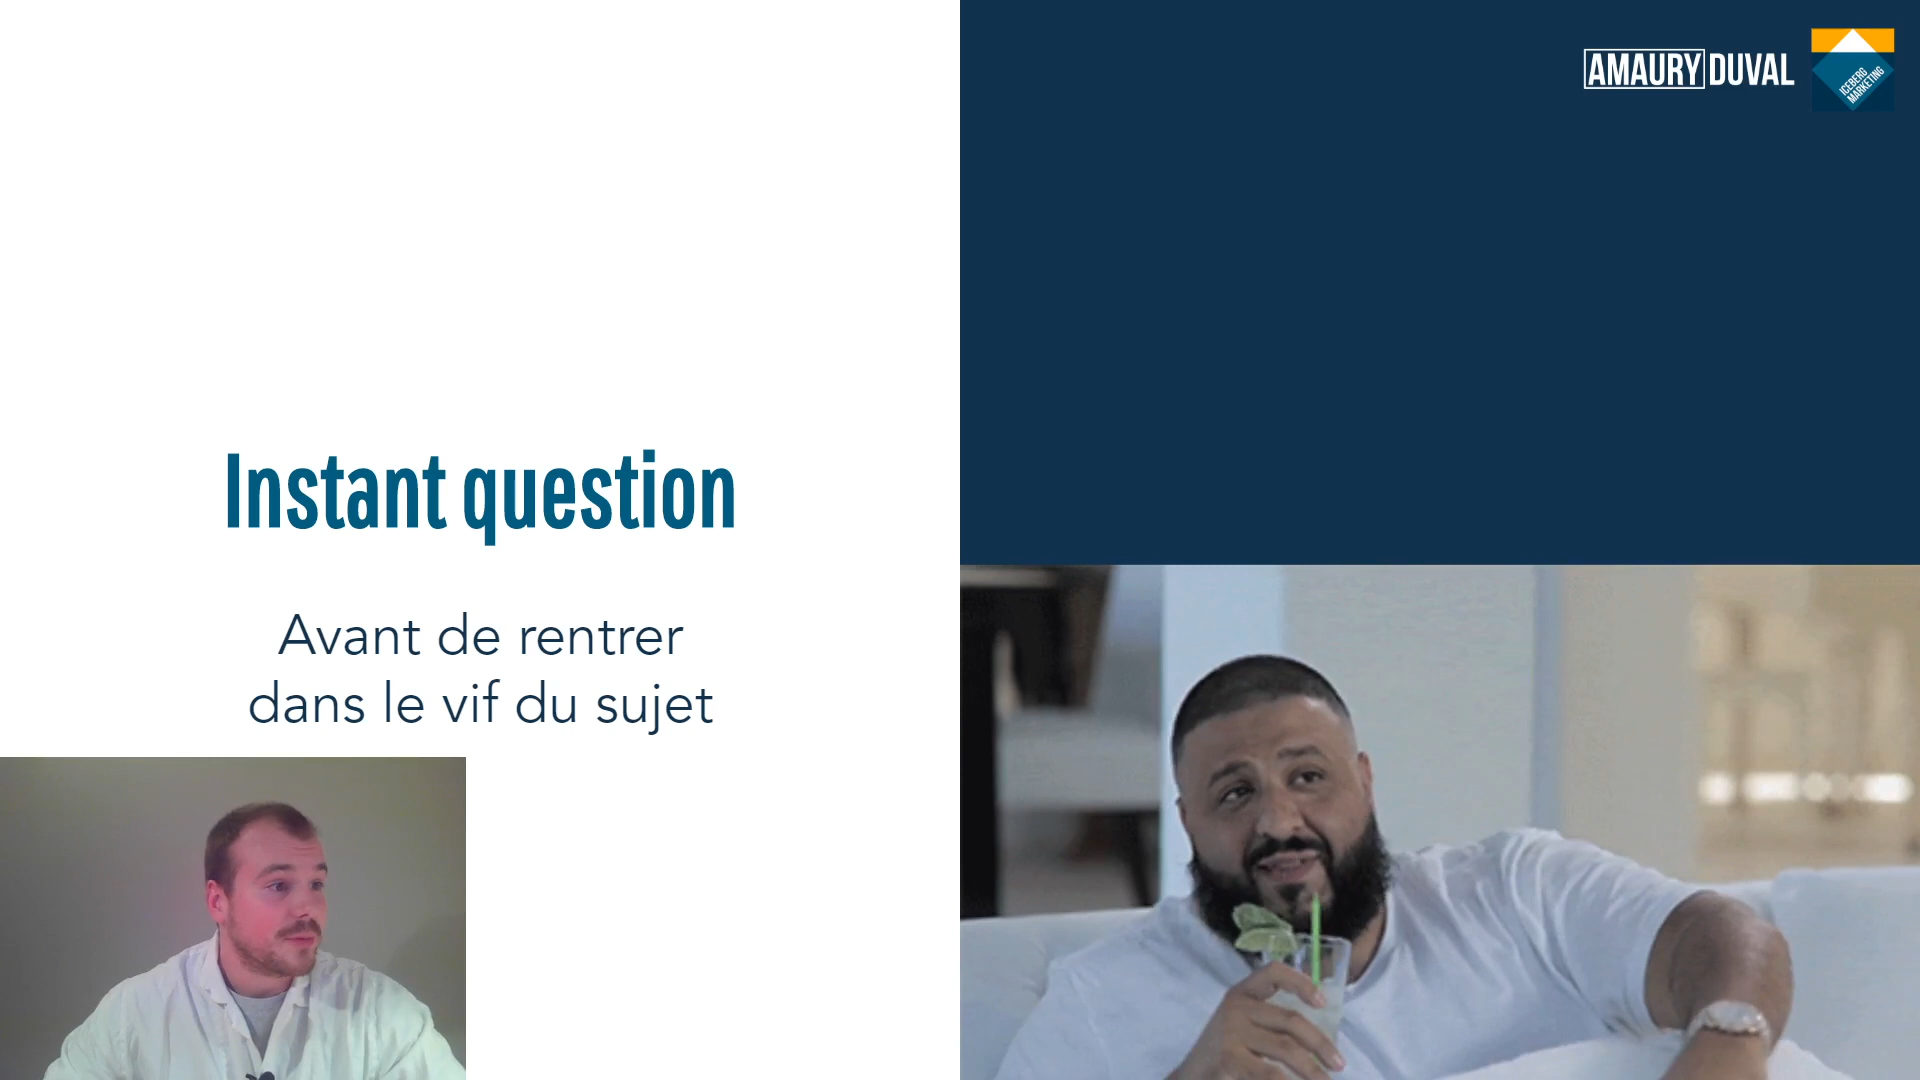 AMAURY DUVAL
ICEBERG
MARKETING
Instant question
Avant de rentrer
dans le vif du sujet